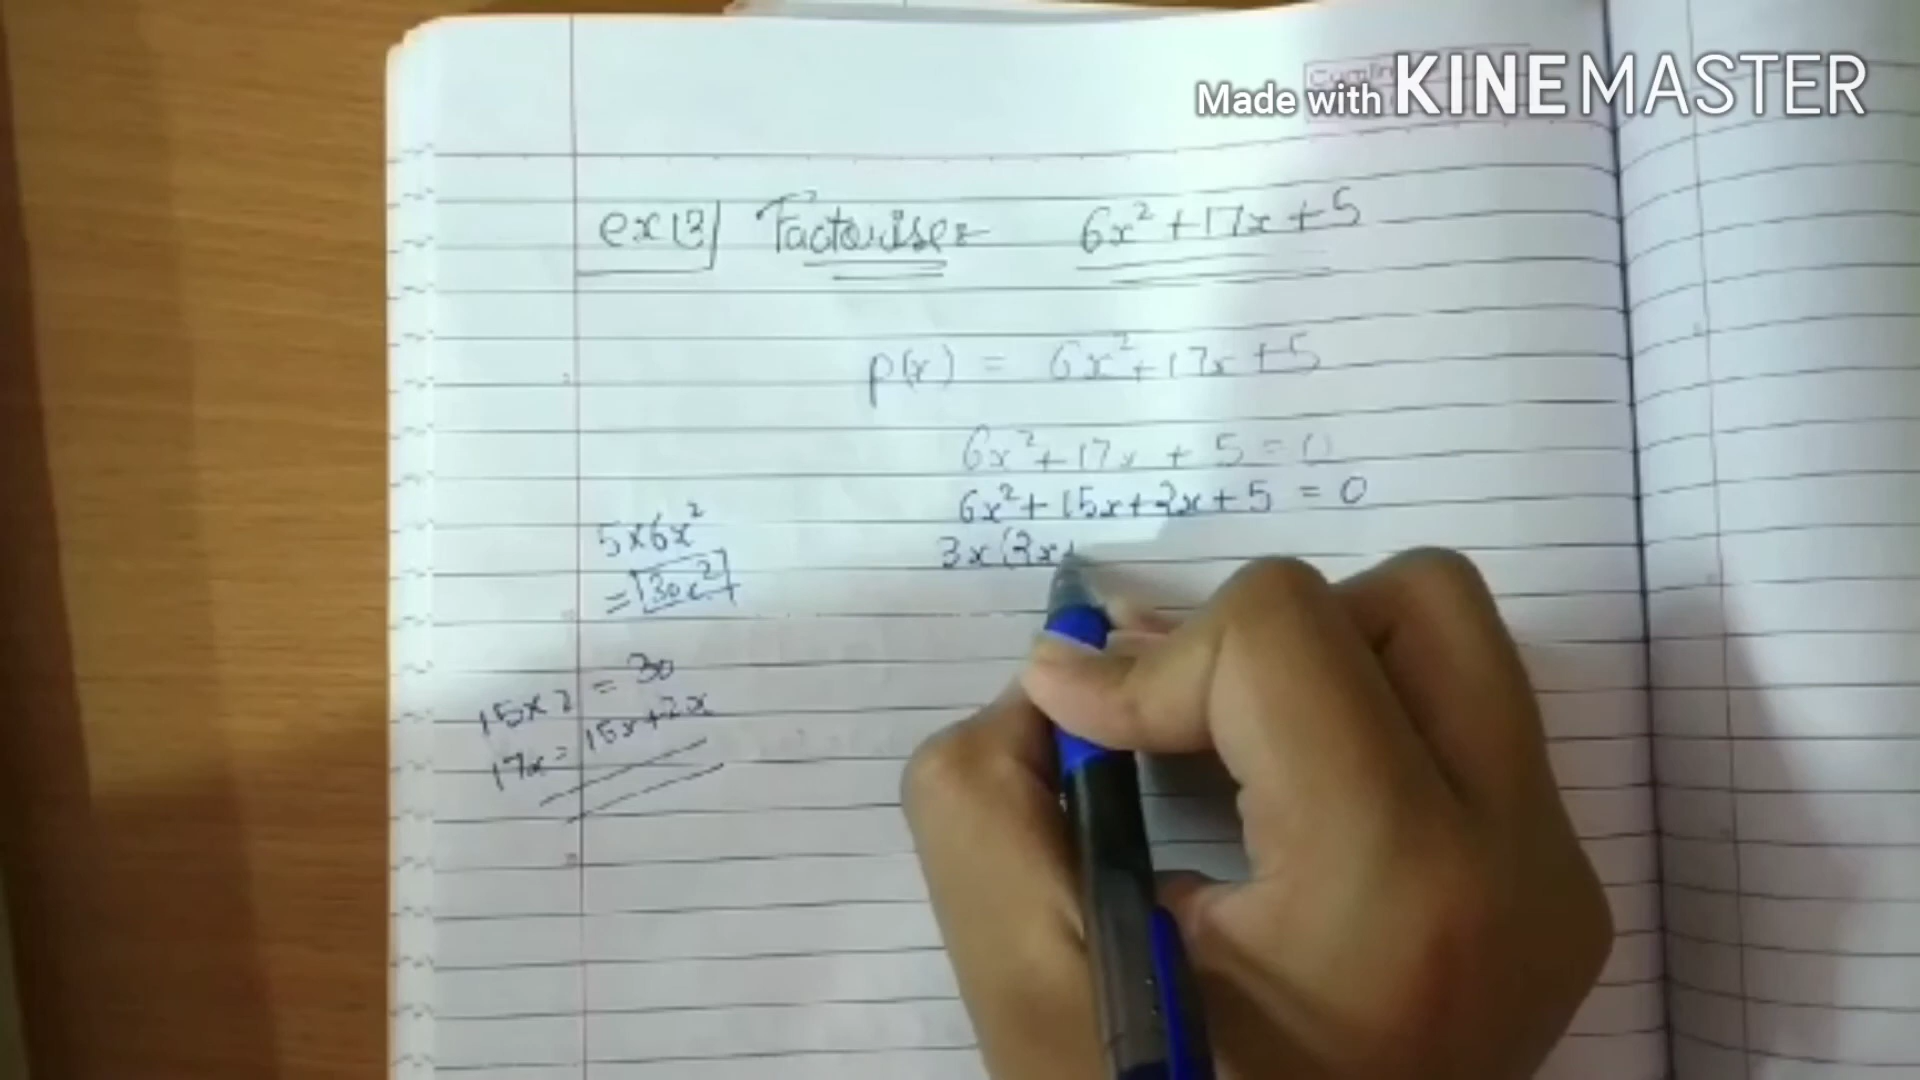 Made with KINEMASTER
ex 13 Factorise 6x² + 17x + 5
p(x) = 6x² + 17x + 5
6x² + 17x + 5 = 0
6x² + 15x + 2x + 5 = 0
3x (2x+
5×6x²
= 30x²
15×2 = 30
17x = 15x+2x